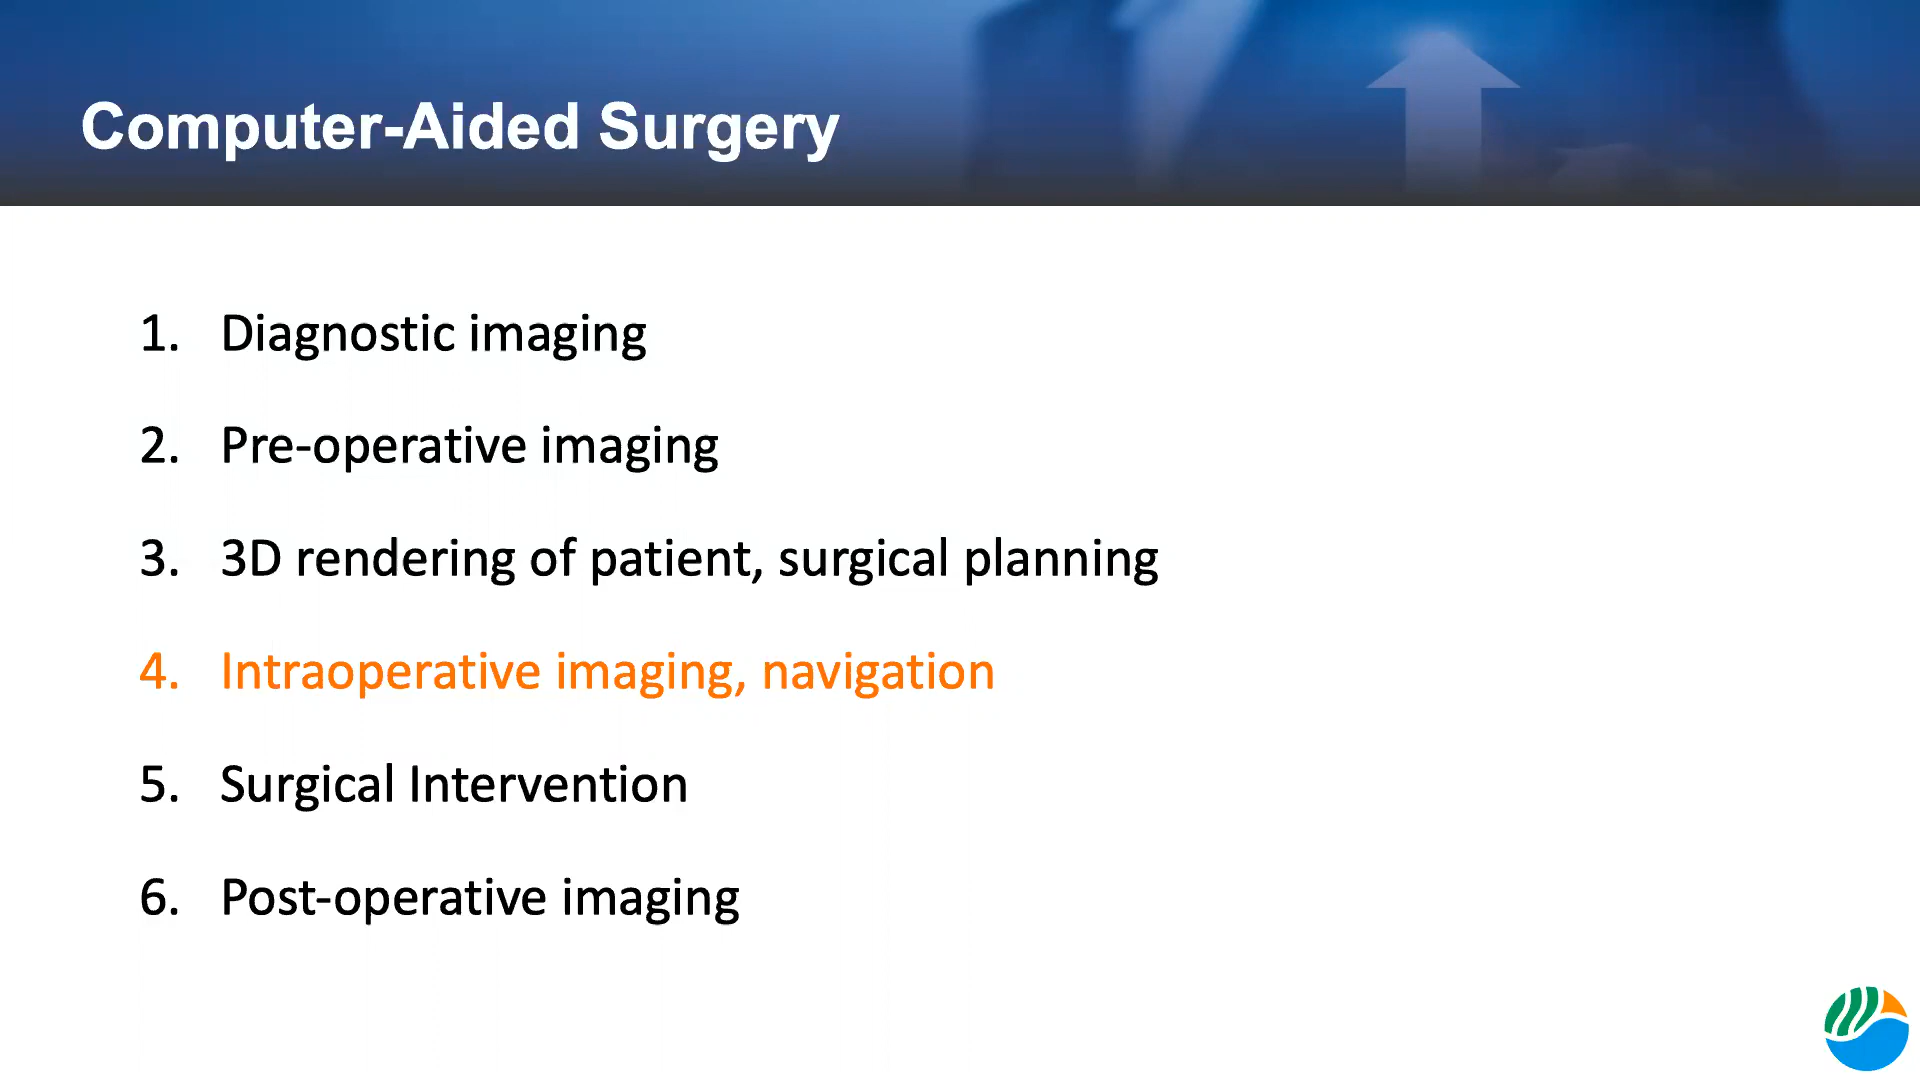 Computer-Aided Surgery
1. Diagnostic imaging
2. Pre-operative imaging
3. 3D rendering of patient, surgical planning
4. Intraoperative imaging, navigation
5. Surgical Intervention
6. Post-operative imaging